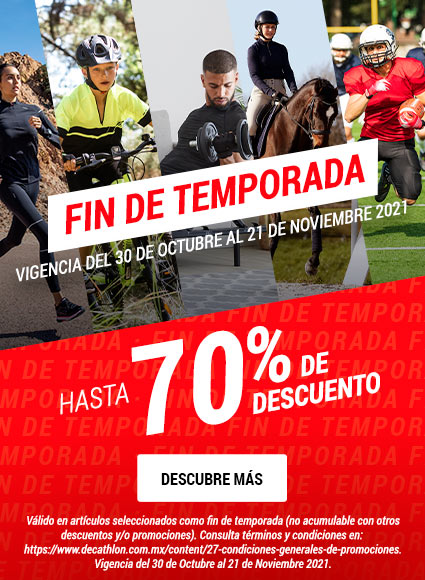 FIN DE TEMPORADA
VIGENCIA DEL 30 DE OCTUBRE AL 21 DE NOVIEMBRE 2021
HASTA 70% DE DESCUENTO
DESCUBRE MÁS
Válido en artículos seleccionados como fin de temporada (no acumulable con otros
descuentos y/o promociones). Consulta términos y condiciones en:
https://www.decathlon.com.mx/content/27-condiciones-generales-de-promociones.
Vigencia del 30 de Octubre al 21 de Noviembre 2021.